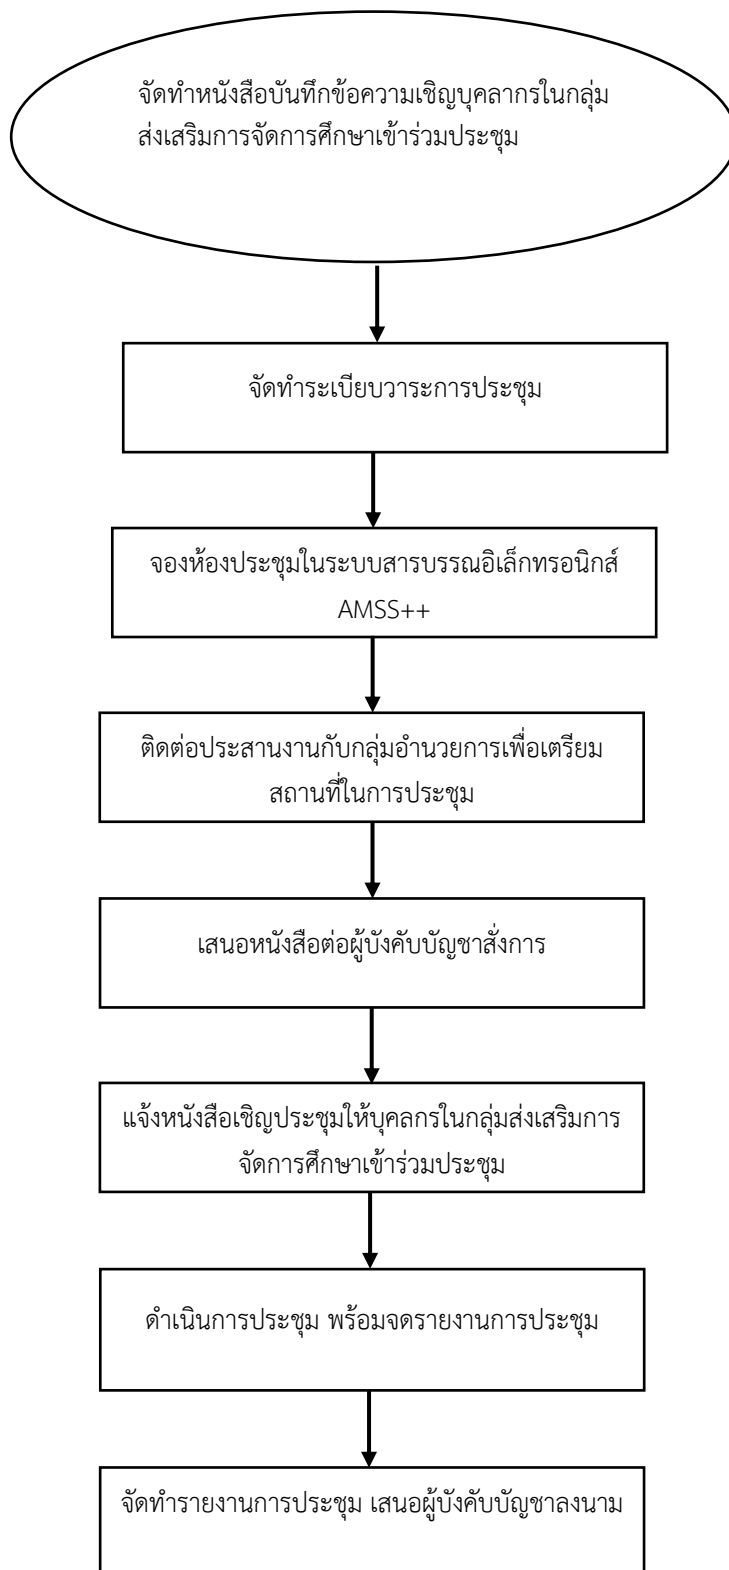 จัดทำหนังสือบันทึกข้อความเชิญบุคลากรในกลุ่ม
ส่งเสริมการจัดการศึกษาเข้าร่วมประชุม
จัดทำระเบียบวาระการประชุม
จองห้องประชุมในระบบสารบรรณอิเล็กทรอนิกส์
AMSS++
ติดต่อประสานงานกับกลุ่มอำนวยการเพื่อเตรียม
สถานที่ในการประชุม
เสนอหนังสือต่อผู้บังคับบัญชาสั่งการ
แจ้งหนังสือเชิญประชุมให้บุคลกรในกลุ่มส่งเสริมการ
จัดการศึกษาเข้าร่วมประชุม
ดำเนินการประชุม พร้อมจดรายงานการประชุม
จัดทำรายงานการประชุม เสนอผู้บังคับบัญชาลงนาม